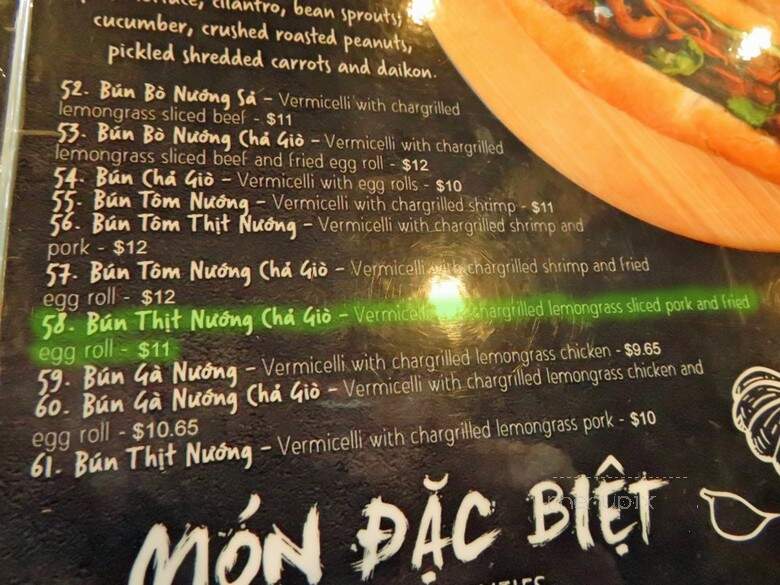 cilantro, bean sprouts,
cucumber, crushed roasted peanuts,
pickled shredded carrots and daikon.
52. Bún Bò Nướng Sả – Vermicelli with chargrilled
lemongrass sliced beef - $11
53. Bún Bò Nướng Chả Giò – Vermicelli with chargrilled
lemongrass sliced beef and fried egg roll - $12
54. Bún Chả Giò – Vermicelli with egg rolls - $10
55. Bún Tôm Nướng – Vermicelli with chargrilled shrimp - $11
56. Bún Tôm Thịt Nướng – Vermicelli with chargrilled shrimp and
pork - $12
57. Bún Tôm Nướng Chả Giò – Vermicelli with chargrilled shrimp and fried
egg roll - $12
58. Bún Thịt Nướng Chả Giò – Vermicelli with chargrilled lemongrass sliced pork and fried
egg roll - $11
59. Bún Gà Nướng – Vermicelli with chargrilled lemongrass chicken - $9.65
60. Bún Gà Nướng Chả Giò – Vermicelli with chargrilled lemongrass chicken and
egg roll - $10.65
61. Bún Thịt Nướng – Vermicelli with chargrilled lemongrass pork - $10
MÓN ĐẶC BIỆT
menupix